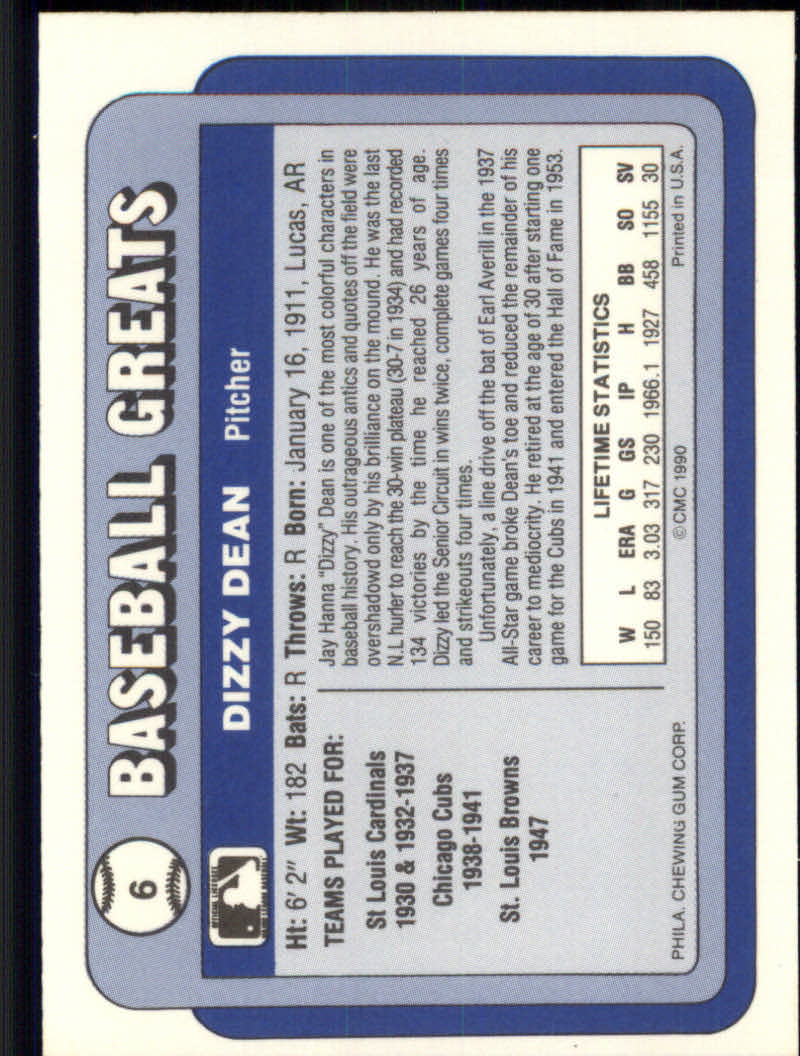 6
BASEBALL GREATS
DIZZY DEAN Pitcher
Ht: 6' 2" Wt: 182 Bats: R Throws: R Born: January 16, 1911, Lucas, AR
TEAMS PLAYED FOR:
St Louis Cardinals
1930 & 1932-1937
Chicago Cubs
1938-1941
St. Louis Browns
1947
Jay Hanna "Dizzy" Dean is one of the most colorful characters in
baseball history. His outrageous antics and quotes off the field were
overshadowd only by his brilliance on the mound. He was the last
N.L hurler to reach the 30-win plateau (30-7 in 1934) and had recorded
134 victories by the time he reached 26 years of age.
Dizzy led the Senior Circuit in wins twice, complete games four times
and strikeouts four times.
Unfortunately, a line drive off the bat of Earl Averill in the 1937
All-Star game broke Dean's toe and reduced the remainder of his
career to mediocrity. He retired at the age of 30 after starting one
game for the Cubs in 1941 and entered the Hall of Fame in 1953.
LIFETIME STATISTICS
W L ERA G GS IP H BB SO SV
150 83 3.03 317 230 1966.1 1927 458 1155 30
PHILA. CHEWING GUM CORP. © CMC 1990 Printed in U.S.A.